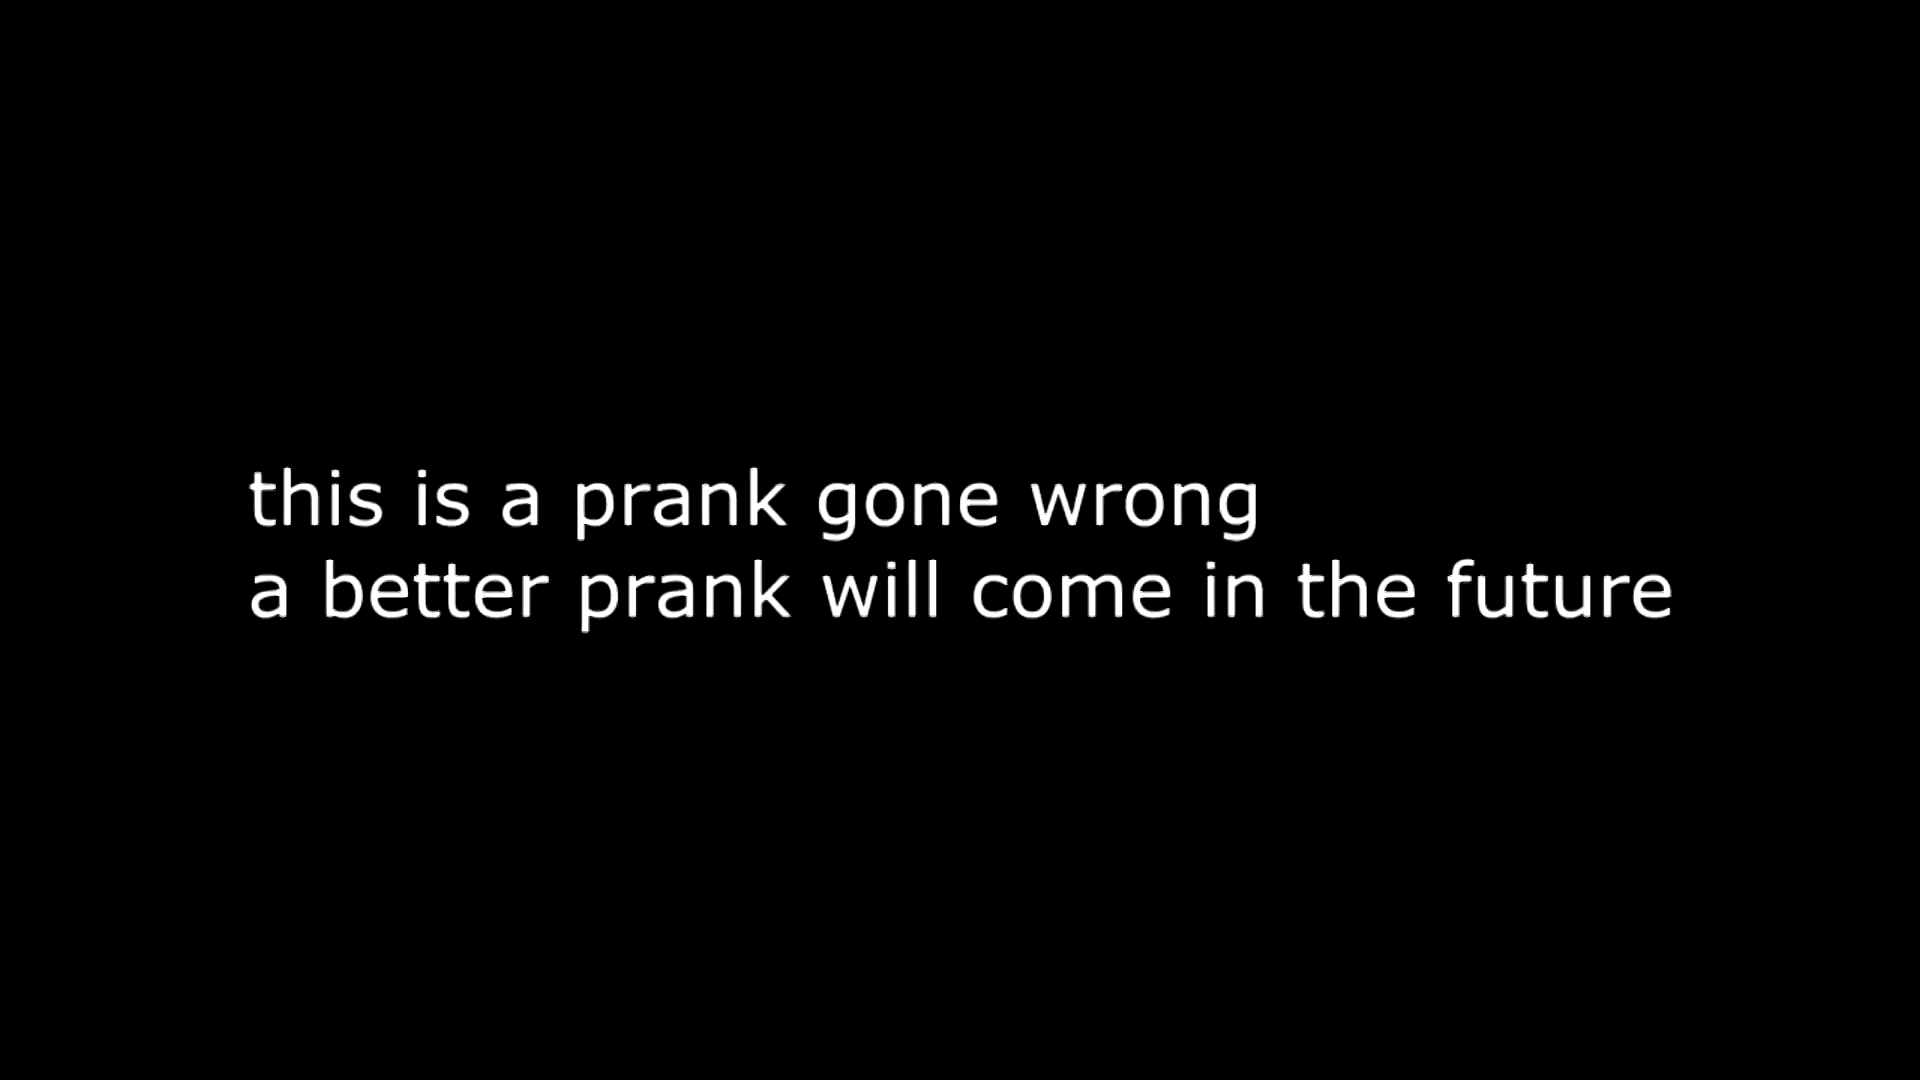 this is a prank gone wrong
a better prank will come in the future